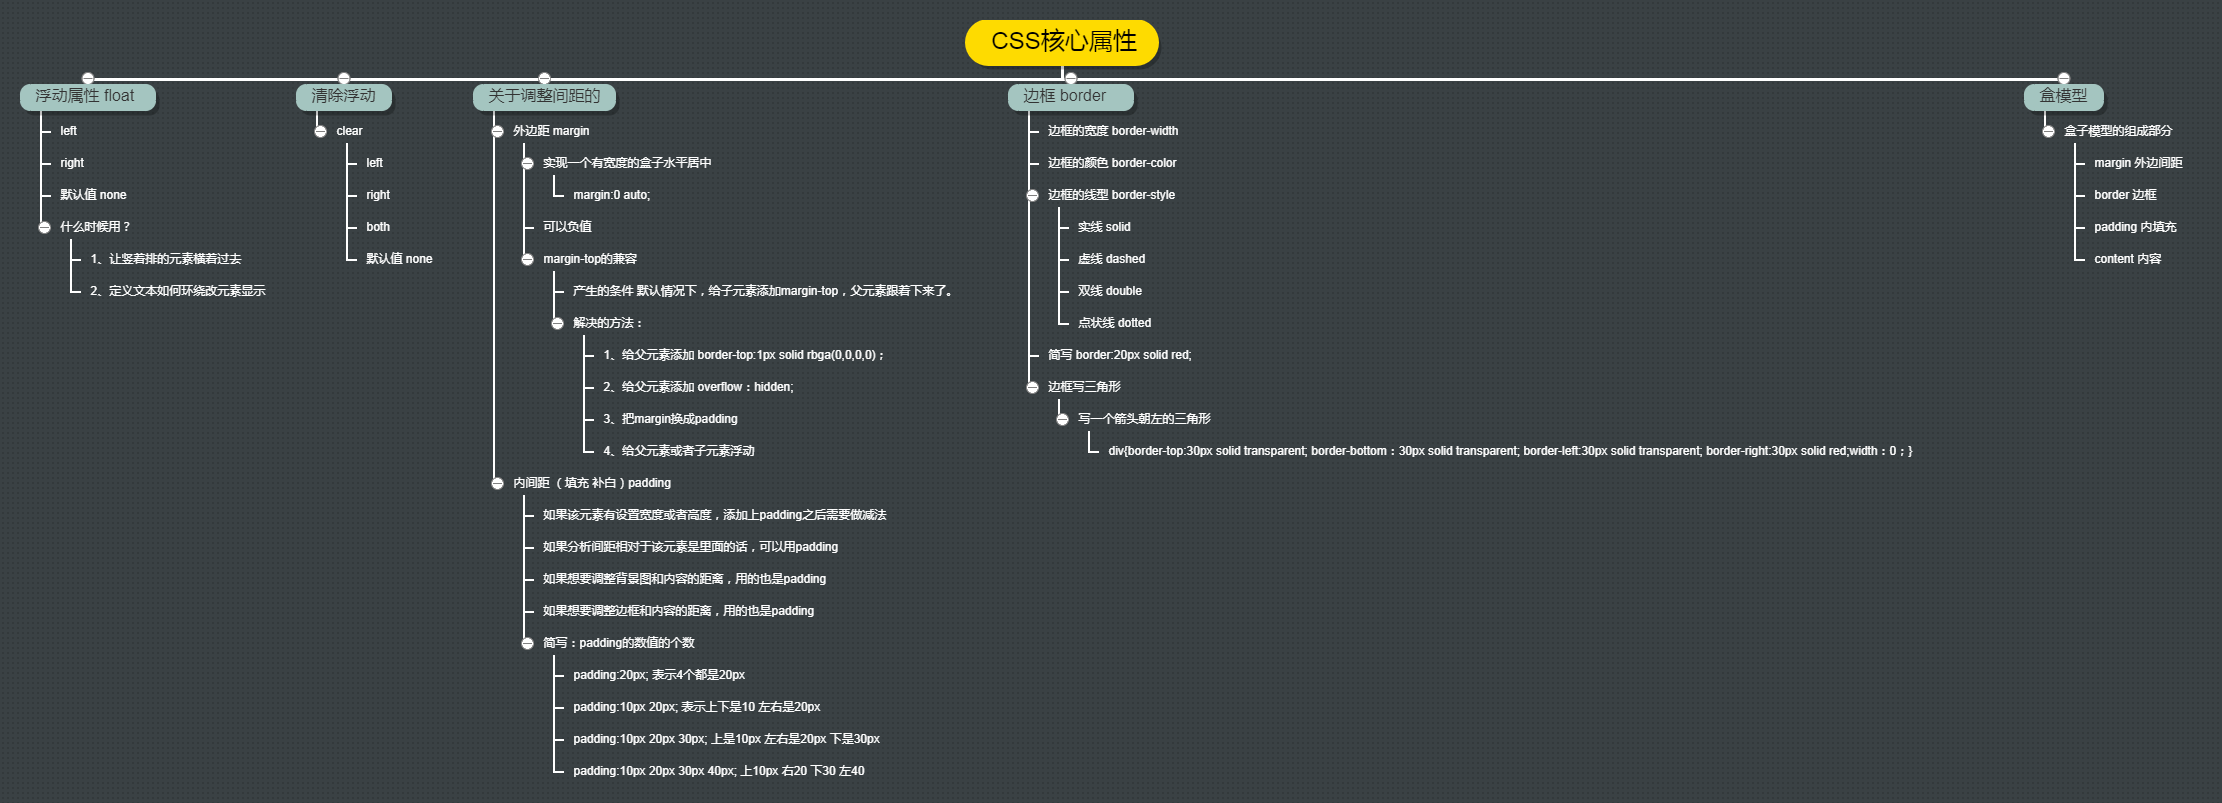 CSS核心属性
浮动属性 float
left
right
默认值 none
什么时候用？
1、让竖着排的元素横着过去
2、定义文本如何环绕改元素显示
清除浮动
clear
left
right
both
默认值 none
关于调整间距的
外边距 margin
实现一个有宽度的盒子水平居中
margin:0 auto;
可以负值
margin-top的兼容
产生的条件 默认情况下，给子元素添加margin-top，父元素跟着下来了。
解决的方法：
1、给父元素添加 border-top:1px solid rbga(0,0,0,0)；
2、给父元素添加 overflow：hidden;
3、把margin换成padding
4、给父元素或者子元素浮动
内间距 （填充 补白）padding
如果该元素有设置宽度或者高度，添加上padding之后需要做减法
如果分析间距相对于该元素是里面的话，可以用padding
如果想要调整背景图和内容的距离，用的也是padding
如果想要调整边框和内容的距离，用的也是padding
简写：padding的数值的个数
padding:20px; 表示4个都是20px
padding:10px 20px; 表示上下是10 左右是20px
padding:10px 20px 30px; 上是10px 左右是20px 下是30px
padding:10px 20px 30px 40px; 上10px 右20 下30 左40
边框 border
边框的宽度 border-width
边框的颜色 border-color
边框的线型 border-style
实线 solid
虚线 dashed
双线 double
点状线 dotted
简写 border:20px solid red;
边框写三角形
写一个箭头朝左的三角形
div{border-top:30px solid transparent; border-bottom：30px solid transparent; border-left:30px solid transparent; border-right:30px solid red;width：0；}
盒模型
盒子模型的组成部分
margin 外边间距
border 边框
padding 内填充
content 内容